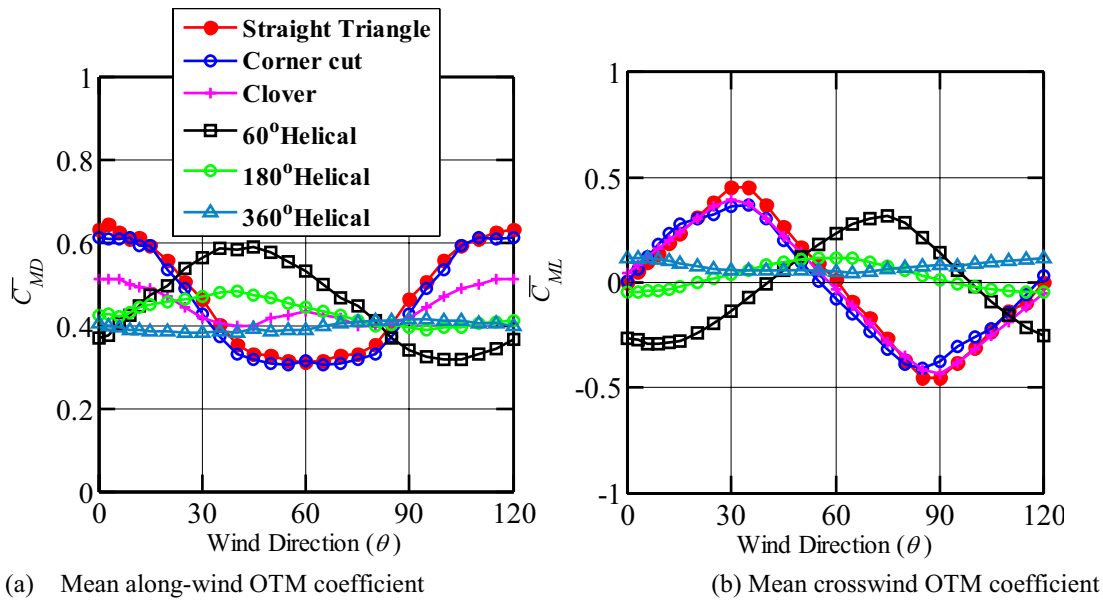 Straight Triangle
Corner cut
Clover
60°Helical
180°Helical
360°Helical
1
0.8
0.6
0.4
0.2
0
0 30 60 90 120
C̅_MD
Wind Direction (θ)
(a) Mean along-wind OTM coefficient
1
0.5
0
-0.5
-1
0 30 60 90 120
C̅_ML
Wind Direction (θ)
(b) Mean crosswind OTM coefficient